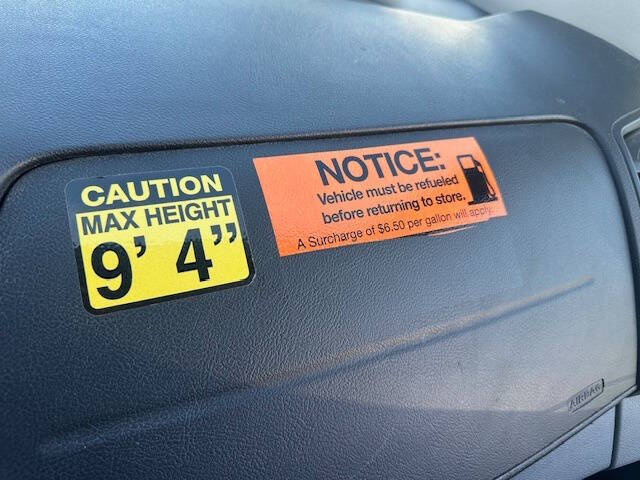 CAUTION
MAX HEIGHT
9' 4"
NOTICE:
Vehicle must be refueled
before returning to store.
A Surcharge of $6.50 per gallon will apply.
AIRBAG